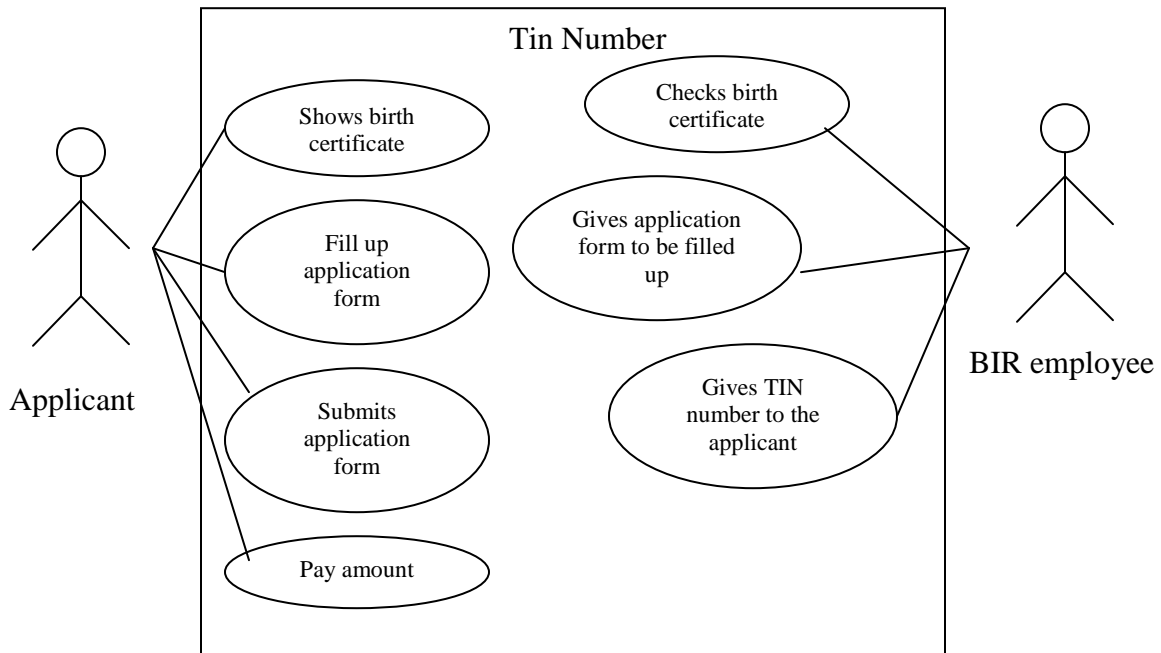 Tin Number
Shows birth
certificate
Checks birth
certificate
Fill up
application
form
Gives application
form to be filled
up
Applicant
BIR employee
Submits
application
form
Gives TIN
number to the
applicant
Pay amount